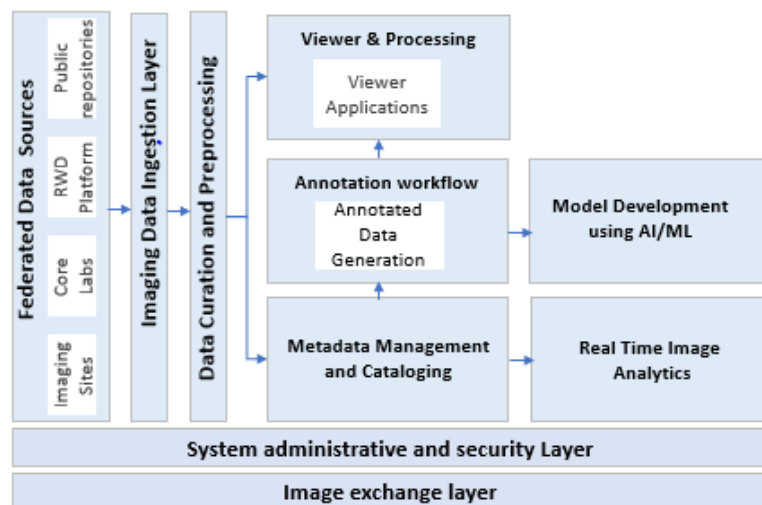 Federated Data Sources
Public
repositories
RWD
Platform
Core
Labs
Imaging
Sites
Imaging Data Ingestion Layer
Data Curation and Preprocessing
Viewer & Processing
Viewer
Applications
Annotation workflow
Annotated
Data
Generation
Metadata Management
and Cataloging
Model Development
using AI/ML
Real Time Image
Analytics
System administrative and security Layer
Image exchange layer